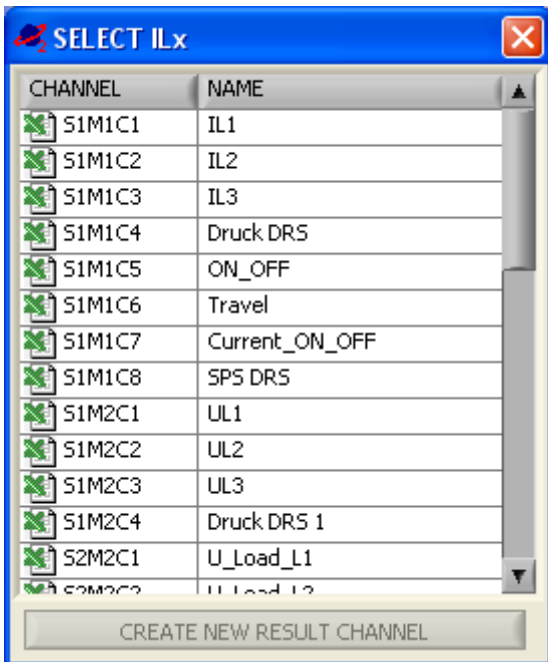 SELECT ILx
CHANNEL NAME
S1M1C1 IL1
S1M1C2 IL2
S1M1C3 IL3
S1M1C4 Druck DRS
S1M1C5 ON_OFF
S1M1C6 Travel
S1M1C7 Current_ON_OFF
S1M1C8 SPS DRS
S1M2C1 UL1
S1M2C2 UL2
S1M2C3 UL3
S1M2C4 Druck DRS 1
S2M2C1 U_Load_L1
S2M2C2 U_Load_L2
CREATE NEW RESULT CHANNEL